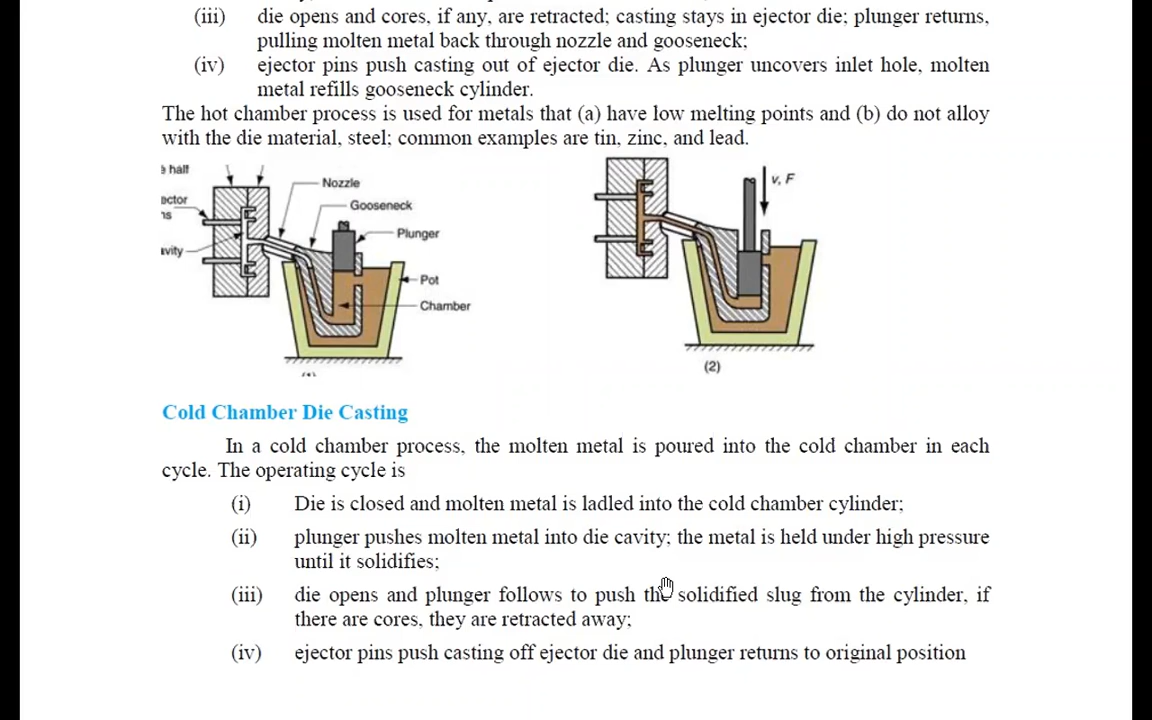 (iii) die opens and cores, if any, are retracted; casting stays in ejector die; plunger returns,
pulling molten metal back through nozzle and gooseneck;
(iv) ejector pins push casting out of ejector die. As plunger uncovers inlet hole, molten
metal refills gooseneck cylinder.
The hot chamber process is used for metals that (a) have low melting points and (b) do not alloy
with the die material, steel; common examples are tin, zinc, and lead.
half
Nozzle
Gooseneck
Plunger
Pot
Chamber
v, F
(2)
Cold Chamber Die Casting
In a cold chamber process, the molten metal is poured into the cold chamber in each
cycle. The operating cycle is
(i) Die is closed and molten metal is ladled into the cold chamber cylinder;
(ii) plunger pushes molten metal into die cavity; the metal is held under high pressure
until it solidifies;
(iii) die opens and plunger follows to push the solidified slug from the cylinder, if
there are cores, they are retracted away;
(iv) ejector pins push casting off ejector die and plunger returns to original position